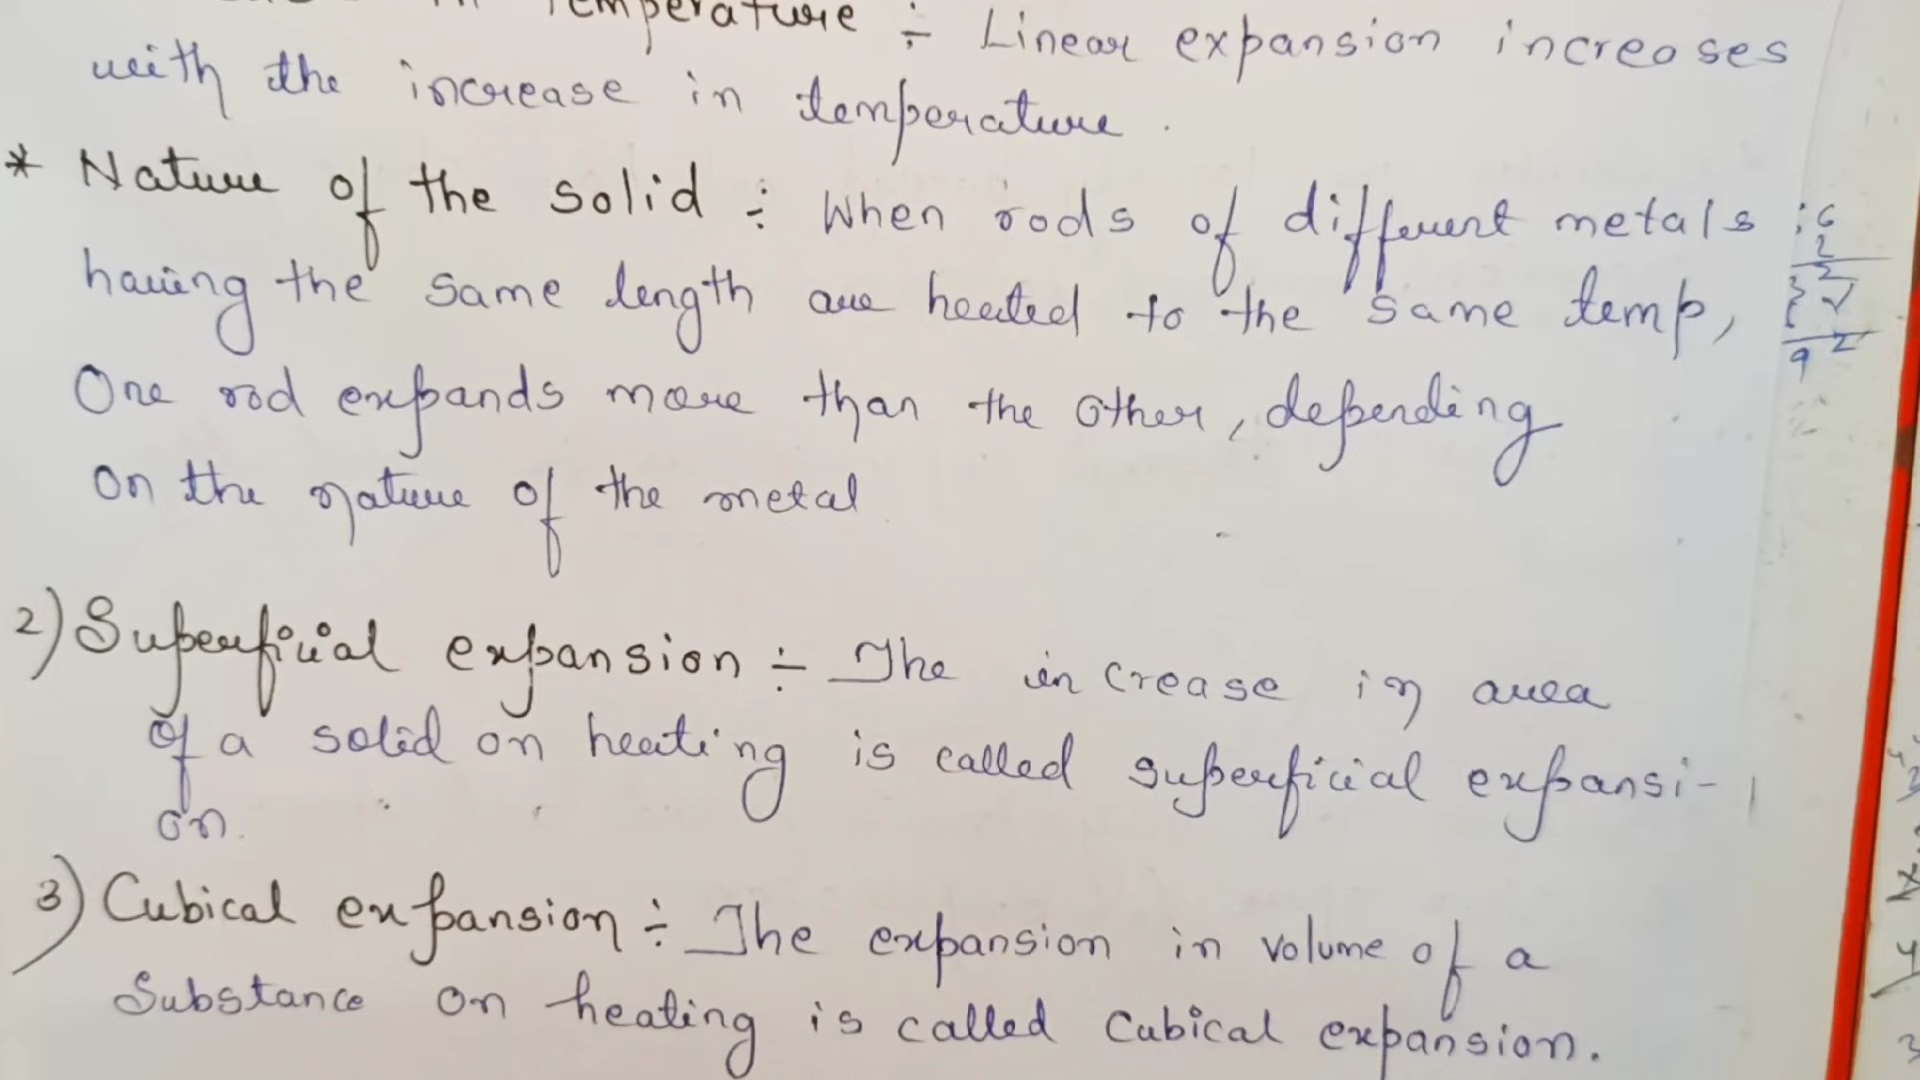 in Temperature ÷ Linear expansion increases
with the increase in temperature.
* Nature of the solid ÷ When rods of different metals
having the same length are heated to the same temp,
One rod expands more than the other, depending
on the nature of the metal
2) Superficial expansion ÷ The increase in area
of a solid on heating is called superficial expansi-
on.
3) Cubical expansion ÷ The expansion in volume of a
Substance on heating is called Cubical expansion.